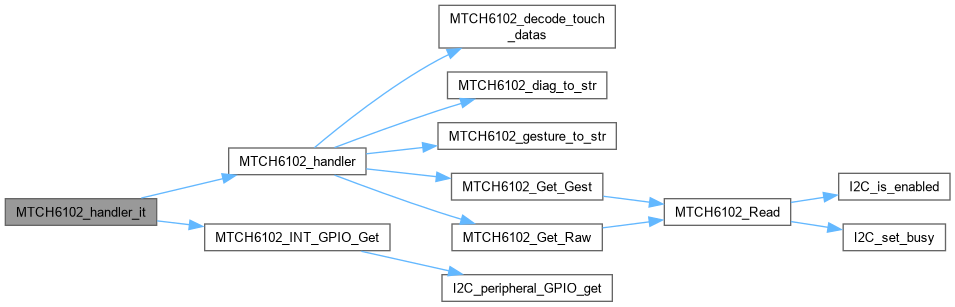 MTCH6102_handler_it
MTCH6102_handler
MTCH6102_INT_GPIO_Get
MTCH6102_decode_touch
_datas
MTCH6102_diag_to_str
MTCH6102_gesture_to_str
MTCH6102_Get_Gest
MTCH6102_Get_Raw
I2C_peripheral_GPIO_get
MTCH6102_Read
I2C_is_enabled
I2C_set_busy